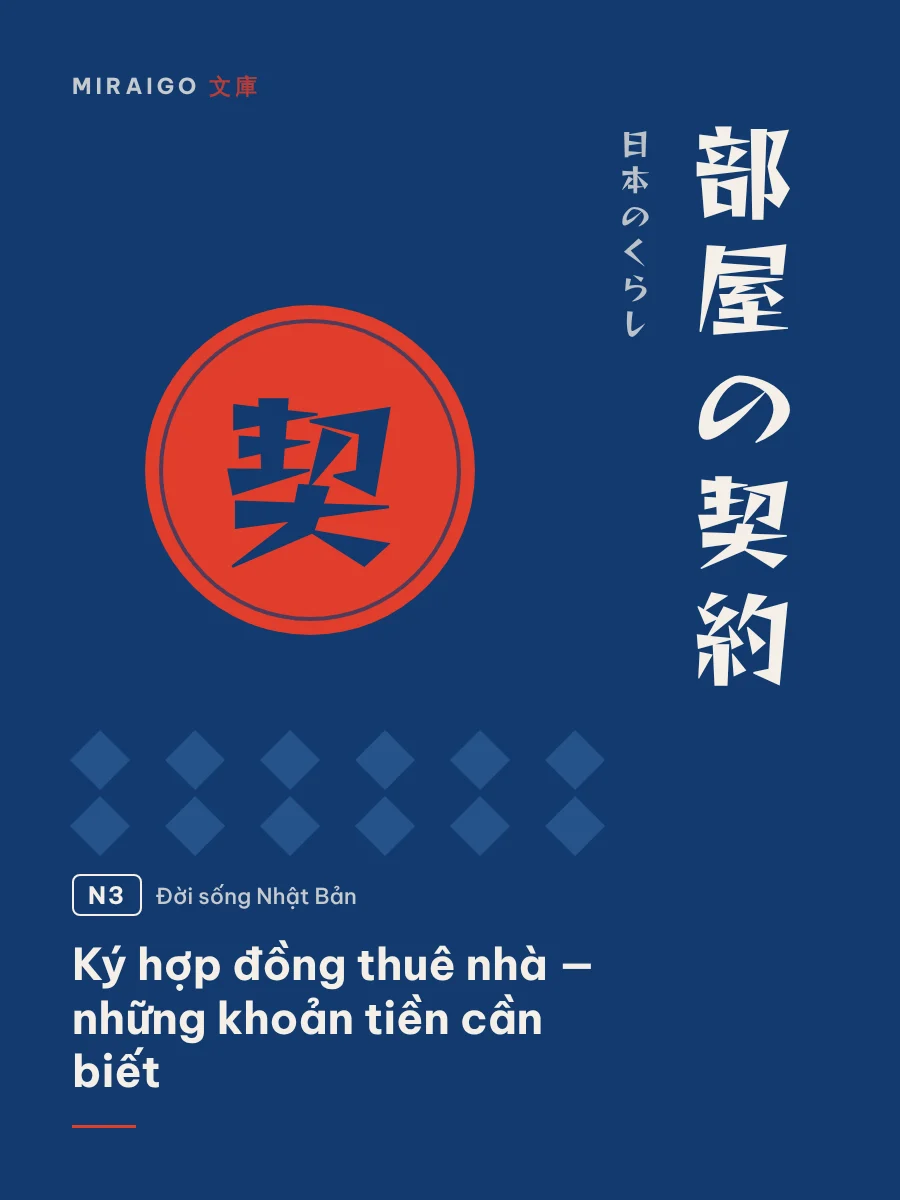 MIRAIGO 文庫
部屋の契約
日本のくらし
契
N3 Đời sống Nhật Bản
Ký hợp đồng thuê nhà —
những khoản tiền cần
biết